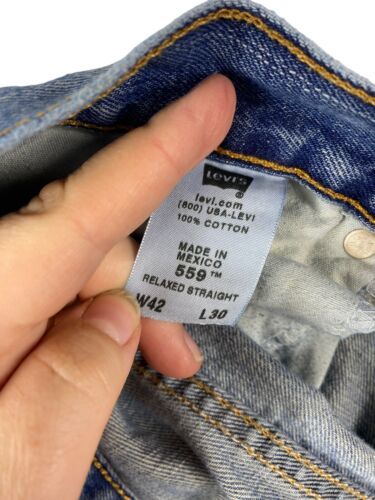 Levi's
®
levi.com
(800) USA-LEVI
100% COTTON
MADE IN
MEXICO
559™
RELAXED STRAIGHT
W42 L30